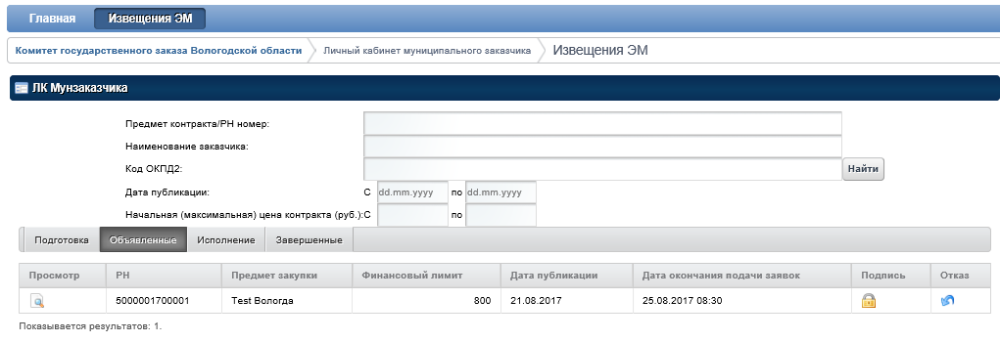 Главная Извещения ЭМ
Комитет государственного заказа Вологодской области Личный кабинет муниципального заказчика Извещения ЭМ
ЛК Мунзаказчика
Предмет контракта/РН номер:
Наименование заказчика:
Код ОКПД2: Найти
Дата публикации: С dd.mm.yyyy по dd.mm.yyyy
Начальная (максимальная) цена контракта (руб.):С по
Подготовка Объявленные Исполнение Завершенные
Просмотр РН Предмет закупки Финансовый лимит Дата публикации Дата окончания подачи заявок Подпись Отказ
5000001700001 Test Вологда 800 21.08.2017 25.08.2017 08:30
Показывается результатов: 1.